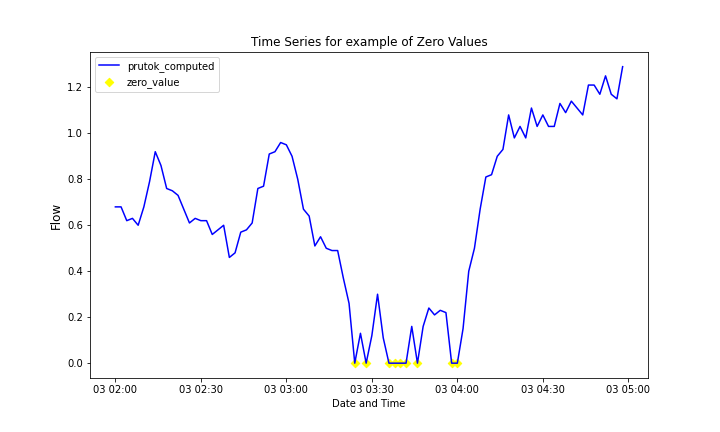 Time Series for example of Zero Values
prutok_computed
zero_value
Flow
1.2
1.0
0.8
0.6
0.4
0.2
0.0
03 02:00 03 02:30 03 03:00 03 03:30 03 04:00 03 04:30 03 05:00
Date and Time